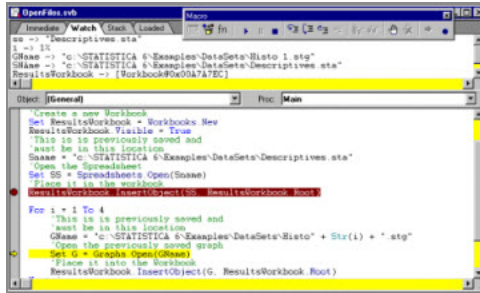 OpenFiles.svb
Macro
Immediate Watch Stack Loaded
ss -> "Descriptives.sta"
i -> 1%
GName -> "c:\STATISTICA 6\Examples\DataSets\Histo 1.stg"
SName -> "c:\STATISTICA 6\Examples\DataSets\Descriptives.sta"
ResultsWorkbook -> [Workbook@0x00A7A7EC]
Object: (General) Proc: Main
'Create a new Workbook
Set ResultsWorkbook = Workbooks.New
ResultsWorkbook.Visible = True
'This is is previously saved and
'must be in this location
Sname = "c:\STATISTICA 6\Examples\DataSets\Descriptives.sta"
'Open the Spreadsheet
Set SS = Spreadsheets.Open(Sname)
'Place it in the workbook
ResultsWorkbook.InsertObject(SS, ResultsWorkbook.Root)
For i = 1 To 4
'This is is previously saved and
'must be in this location
GName = "c:\STATISTICA 6\Examples\DataSets\Histo" + Str(i) + ".stg"
'Open the previously saved graph
Set G = Graphs.Open(GName)
'Place it into the Workbook
ResultsWorkbook.InsertObject(G, ResultsWorkbook.Root)